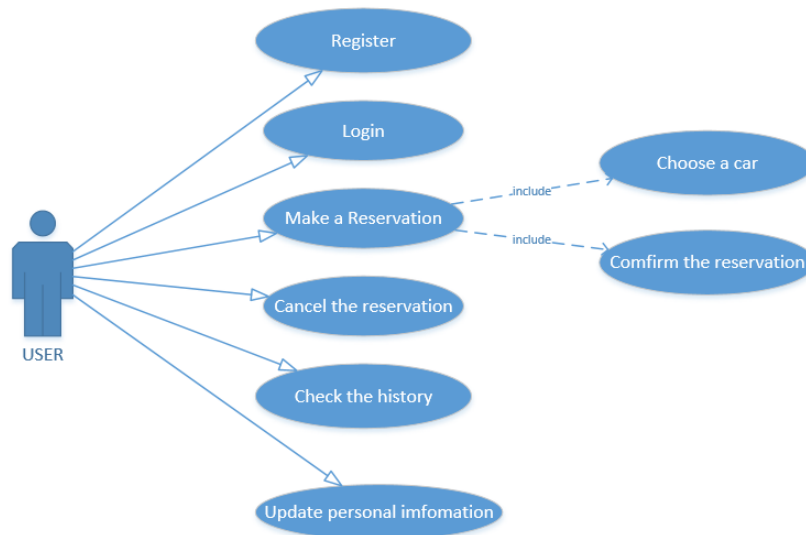 Register
Login
Choose a car
include
Make a Reservation
include
Comfirm the reservation
Cancel the reservation
USER
Check the history
Update personal imfomation